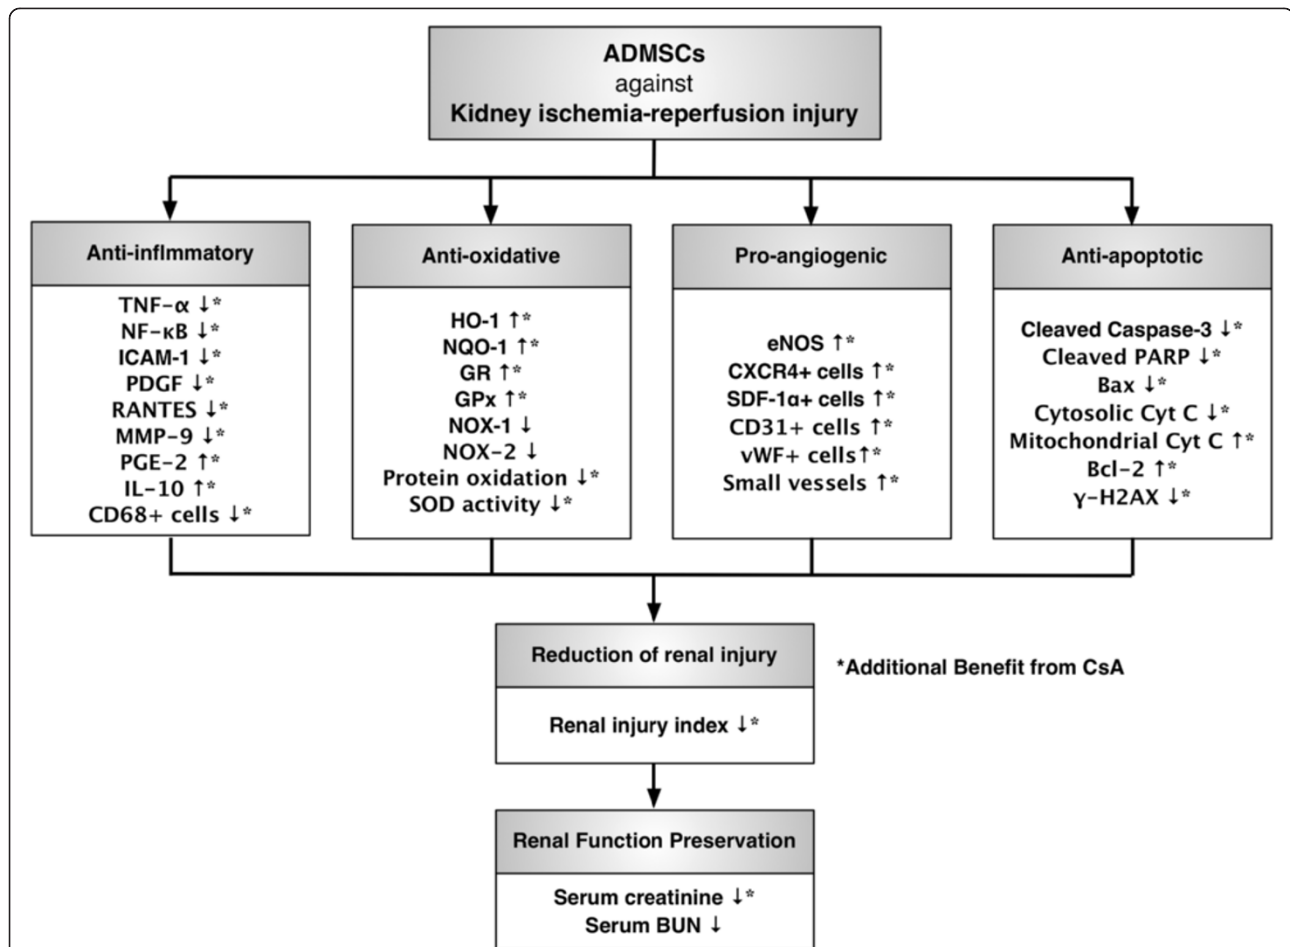 ADMSCs
against
Kidney ischemia-reperfusion injury
Anti-inflmmatory
TNF-α ↓*
NF-κB ↓*
ICAM-1 ↓*
PDGF ↓*
RANTES ↓*
MMP-9 ↓*
PGE-2 ↑*
IL-10 ↑*
CD68+ cells ↓*
Anti-oxidative
HO-1 ↑*
NQO-1 ↑*
GR ↑*
GPx ↑*
NOX-1 ↓
NOX-2 ↓
Protein oxidation ↓*
SOD activity ↓*
Pro-angiogenic
eNOS ↑*
CXCR4+ cells ↑*
SDF-1α+ cells ↑*
CD31+ cells ↑*
vWF+ cells↑*
Small vessels ↑*
Anti-apoptotic
Cleaved Caspase-3 ↓*
Cleaved PARP ↓*
Bax ↓*
Cytosolic Cyt C ↓*
Mitochondrial Cyt C ↑*
Bcl-2 ↑*
γ-H2AX ↓*
Reduction of renal injury
Renal injury index ↓*
*Additional Benefit from CsA
Renal Function Preservation
Serum creatinine ↓*
Serum BUN ↓